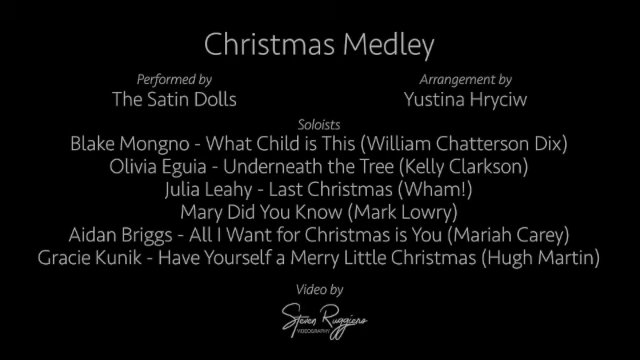 Christmas Medley
Performed by
The Satin Dolls
Arrangement by
Yustina Hryciw
Soloists
Blake Mongno - What Child is This (William Chatterson Dix)
Olivia Eguia - Underneath the Tree (Kelly Clarkson)
Julia Leahy - Last Christmas (Wham!)
Mary Did You Know (Mark Lowry)
Aidan Briggs - All I Want for Christmas is You (Mariah Carey)
Gracie Kunik - Have Yourself a Merry Little Christmas (Hugh Martin)
Video by
Steven Ruggiero
VIDEOGRAPHY